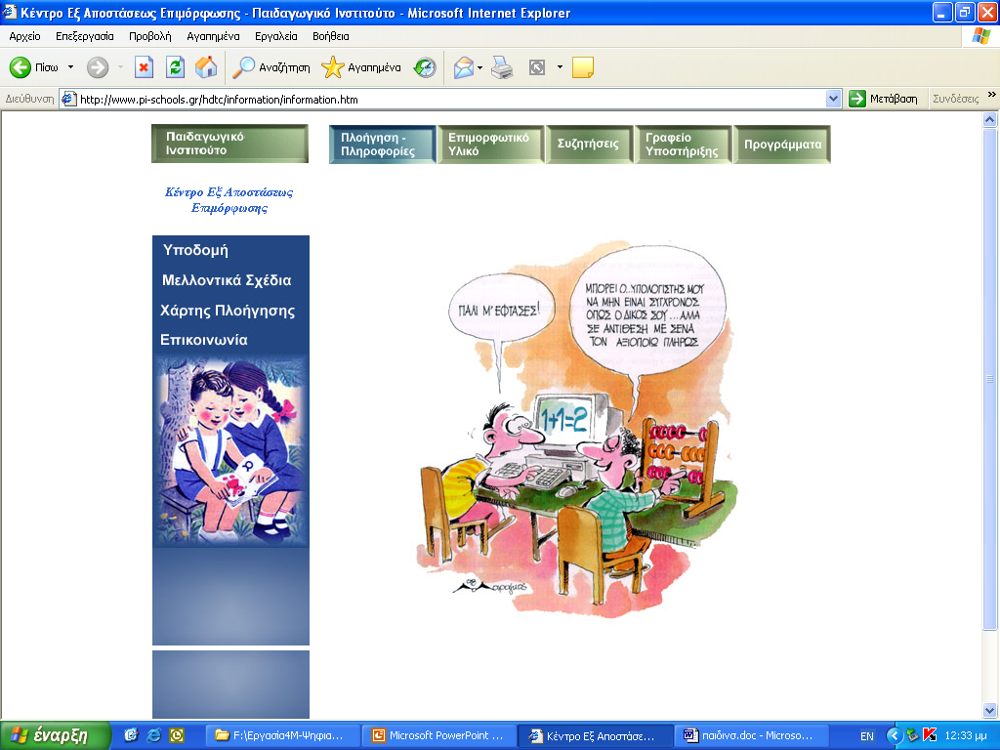 Κέντρο Εξ Αποστάσεως Επιμόρφωσης - Παιδαγωγικό Ινστιτούτο - Microsoft Internet Explorer
Αρχείο Επεξεργασία Προβολή Αγαπημένα Εργαλεία Βοήθεια
Πίσω Αναζήτηση Αγαπημένα
Διεύθυνση http://www.pi-schools.gr/hdtc/information/information.htm Μετάβαση Συνδέσεις »
Παιδαγωγικό
Ινστιτούτο
Πλοήγηση -
Πληροφορίες
Επιμορφωτικό
Υλικό
Συζητήσεις
Γραφείο
Υποστήριξης
Προγράμματα
Κέντρο Εξ Αποστάσεως
Επιμόρφωσης
Υποδομή
Μελλοντικά Σχέδια
Χάρτης Πλοήγησης
Επικοινωνία
ΠΑΛΙ Μ' ΕΦΤΑΣΕΣ!
ΜΠΟΡΕΙ Ο..ΥΠΟΛΟΓΙΣΤΗΣ ΜΟΥ
ΝΑ ΜΗΝ ΕΙΝΑΙ ΣΥΓΧΡΟΝΟΣ
ΟΠΩΣ Ο ΔΙΚΟΣ ΣΟΥ...ΑΜΑ
ΣΕ ΑΝΤΙΘΕΣΗ ΜΕ ΣΕΝΑ
ΤΟΝ ΑΞΙΟΠΟΙΩ ΠΛΗΡΩΣ
1+1=2
έναρξη F:\Εργασία4Μ-Ψηφια... Microsoft PowerPoint ... Κέντρο Εξ Αποστάσε... παιδινσ.doc - Microso... EN 12:33 μμ